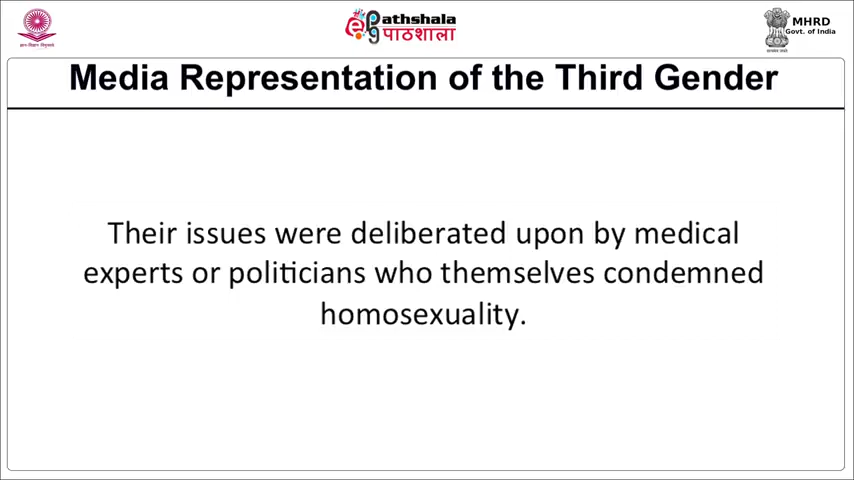 Pathshala
पाठशाला
MHRD
Govt. of India
Media Representation of the Third Gender
Their issues were deliberated upon by medical
experts or politicians who themselves condemned
homosexuality.